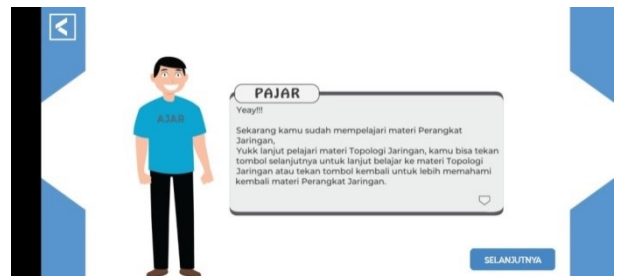 PAJAR
AJAR
Yeay!!!
Sekarang kamu sudah mempelajari materi Perangkat
Jaringan,
Yukk lanjut pelajari materi Topologi Jaringan, kamu bisa tekan
tombol selanjutnya untuk lanjut belajar ke materi Topologi
Jaringan atau tekan tombol kembali untuk lebih memahami
kembali materi Perangkat Jaringan.
SELANJUTNYA